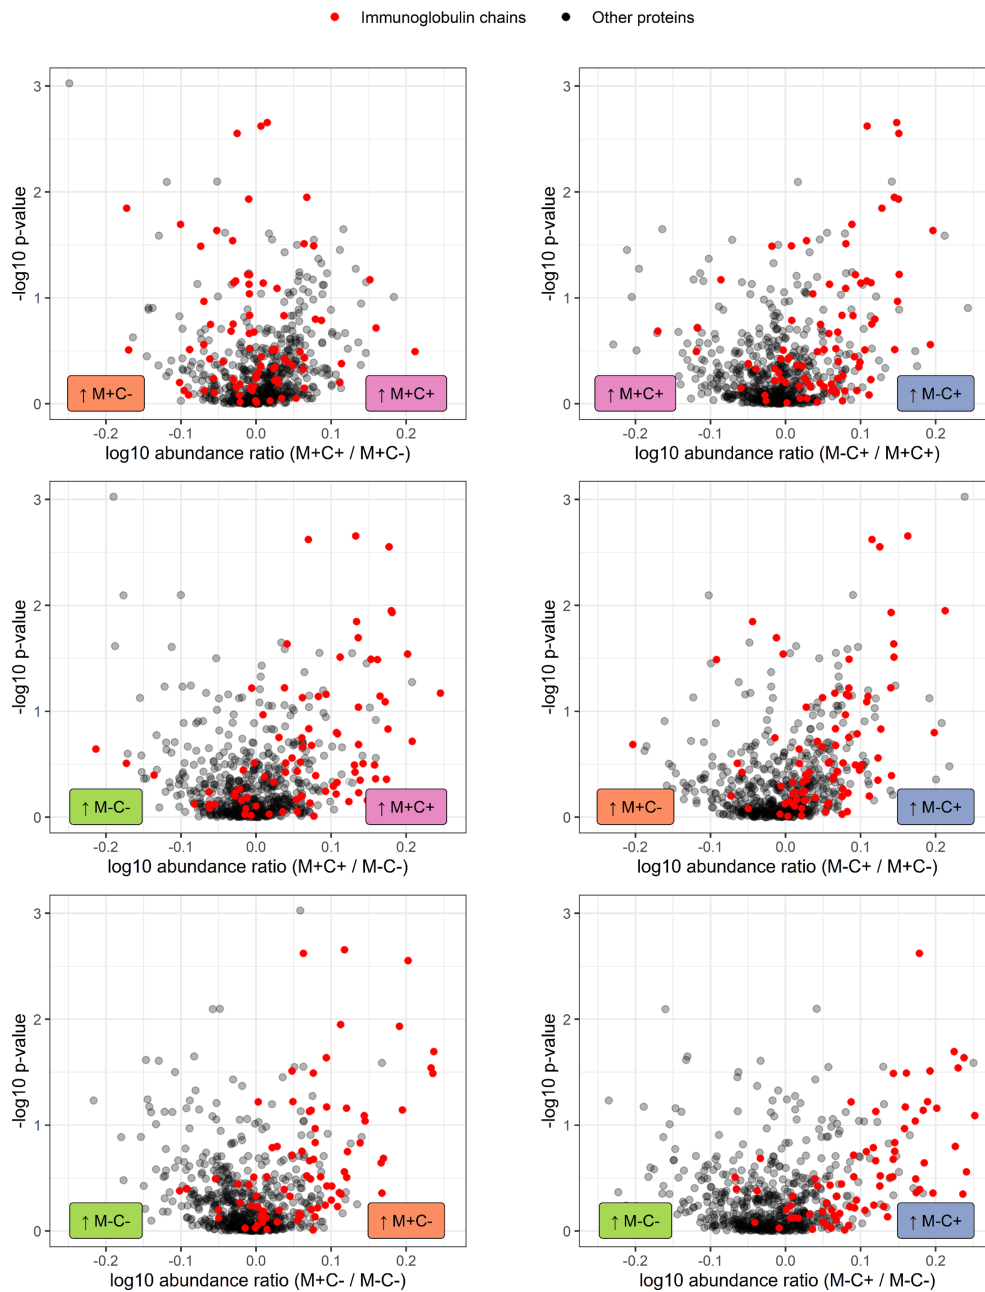 Immunoglobulin chains Other proteins
-log10 p-value
3
2
1
0
↑ M+C- ↑ M+C+
-0.2 -0.1 0.0 0.1 0.2
log10 abundance ratio (M+C+ / M+C-)
-log10 p-value
3
2
1
0
↑ M+C+ ↑ M-C+
-0.2 -0.1 0.0 0.1 0.2
log10 abundance ratio (M-C+ / M+C+)
-log10 p-value
3
2
1
0
↑ M-C- ↑ M+C+
-0.2 -0.1 0.0 0.1 0.2
log10 abundance ratio (M+C+ / M-C-)
-log10 p-value
3
2
1
0
↑ M+C- ↑ M-C+
-0.2 -0.1 0.0 0.1 0.2
log10 abundance ratio (M-C+ / M+C-)
-log10 p-value
3
2
1
0
↑ M-C- ↑ M+C-
-0.2 -0.1 0.0 0.1 0.2
log10 abundance ratio (M+C- / M-C-)
-log10 p-value
3
2
1
0
↑ M-C- ↑ M-C+
-0.2 -0.1 0.0 0.1 0.2
log10 abundance ratio (M-C+ / M-C-)